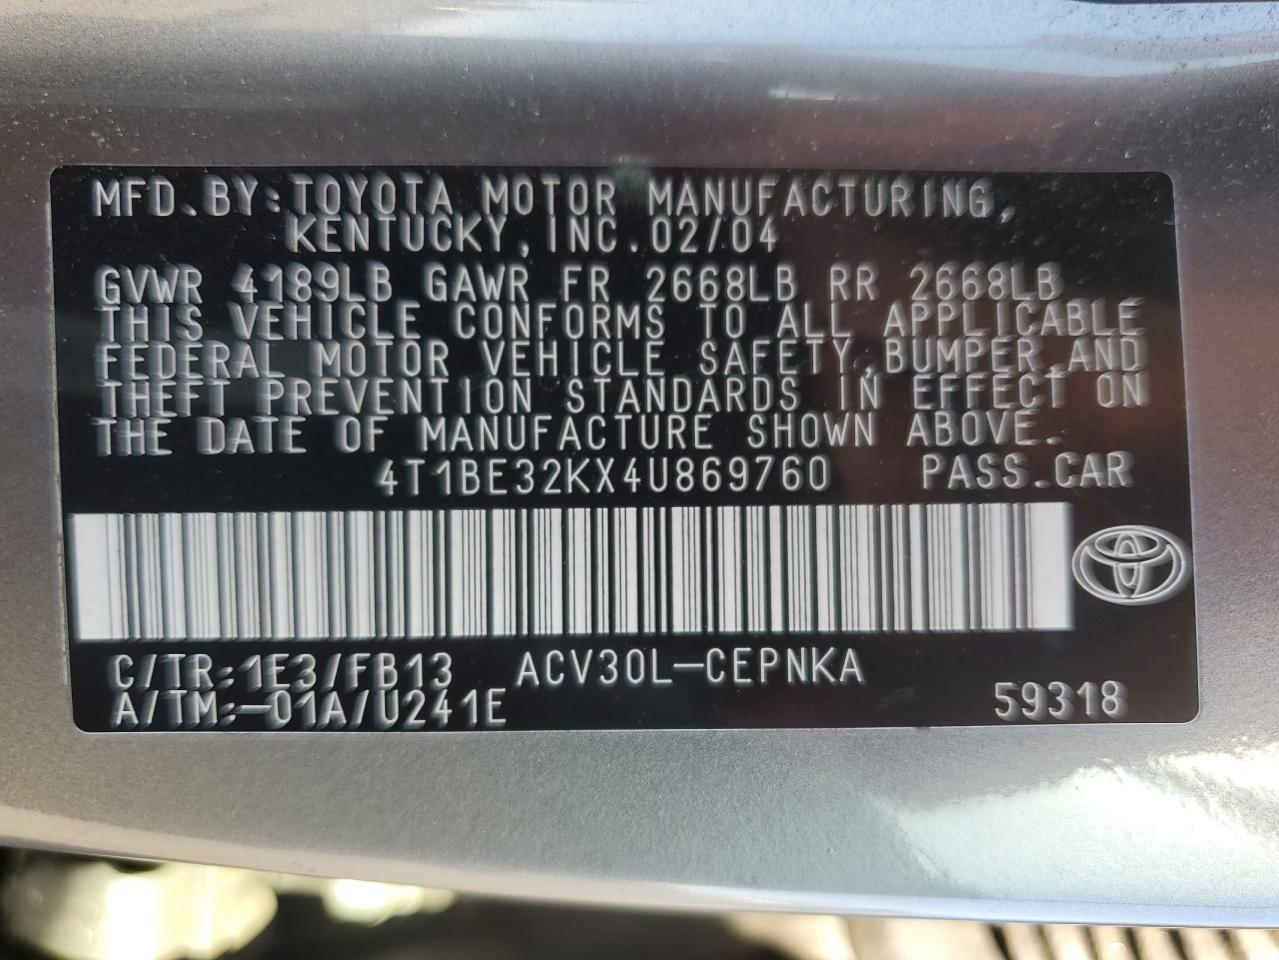 MFD.BY:TOYOTA MOTOR MANUFACTURING,
KENTUCKY,INC.02/04
GVWR 4189LB GAWR FR 2668LB RR 2668LB
THIS VEHICLE CONFORMS TO ALL APPLICABLE
FEDERAL MOTOR VEHICLE SAFETY,BUMPER,AND
THEFT PREVENTION STANDARDS IN EFFECT ON
THE DATE OF MANUFACTURE SHOWN ABOVE.
4T1BE32KX4U869760 PASS.CAR
C/TR:1E3/FB13 ACV30L-CEPNKA
A/TM:-01A/U241E 59318